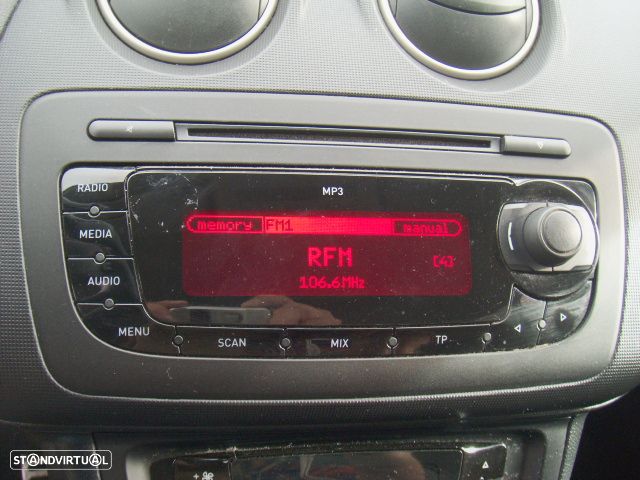 RADIO
MP3
MEDIA
memory FM1 manual
RFM [4]
106.6MHz
AUDIO
MENU SCAN MIX TP
STANDVIRTUAL